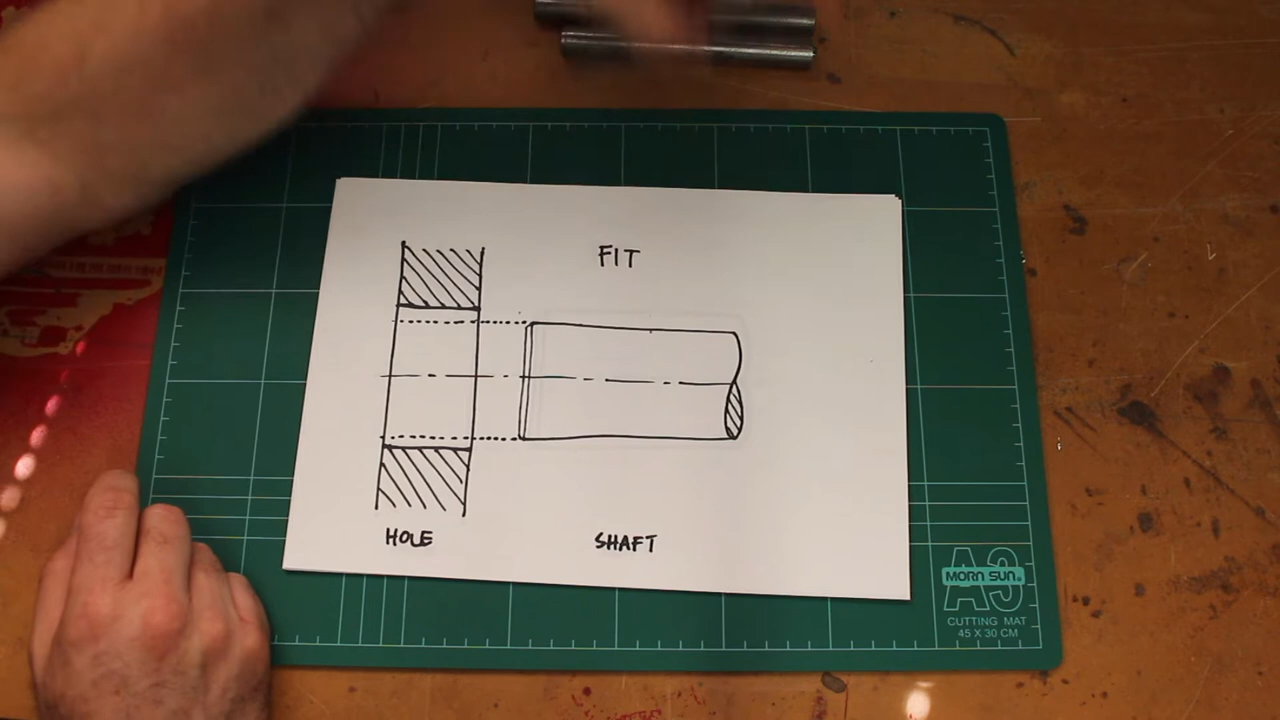 FIT
HOLE
SHAFT
MORN SUN
A3
CUTTING MAT
45 X 30 CM